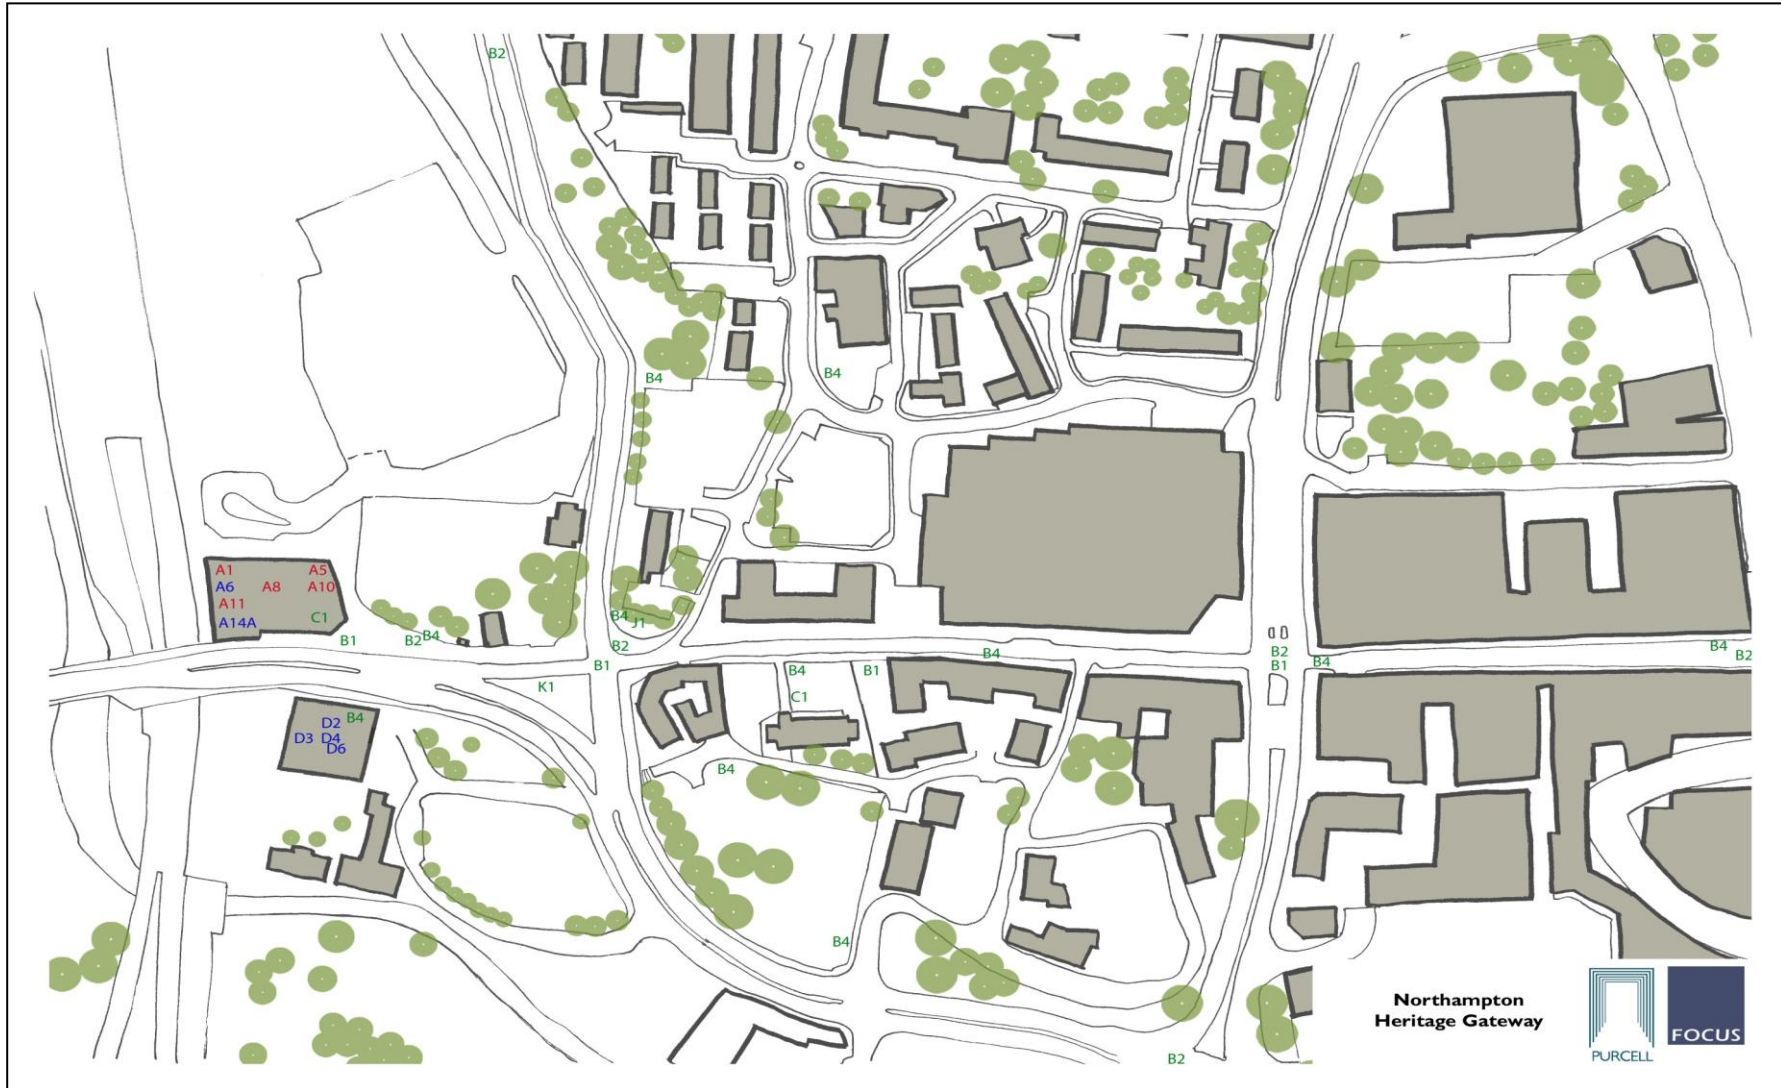 B2
B4
B4
A1 A5
A6 A8 A10
A11
C1
A14A
B1 B2 B4
B4
J1
B2
B1
K1
B4
C1
B1
B4
B2
B1
B4
B4
B2
B4
D2
D3 D4
D6
B4
B4
B2
Northampton
Heritage Gateway
PURCELL
FOCUS